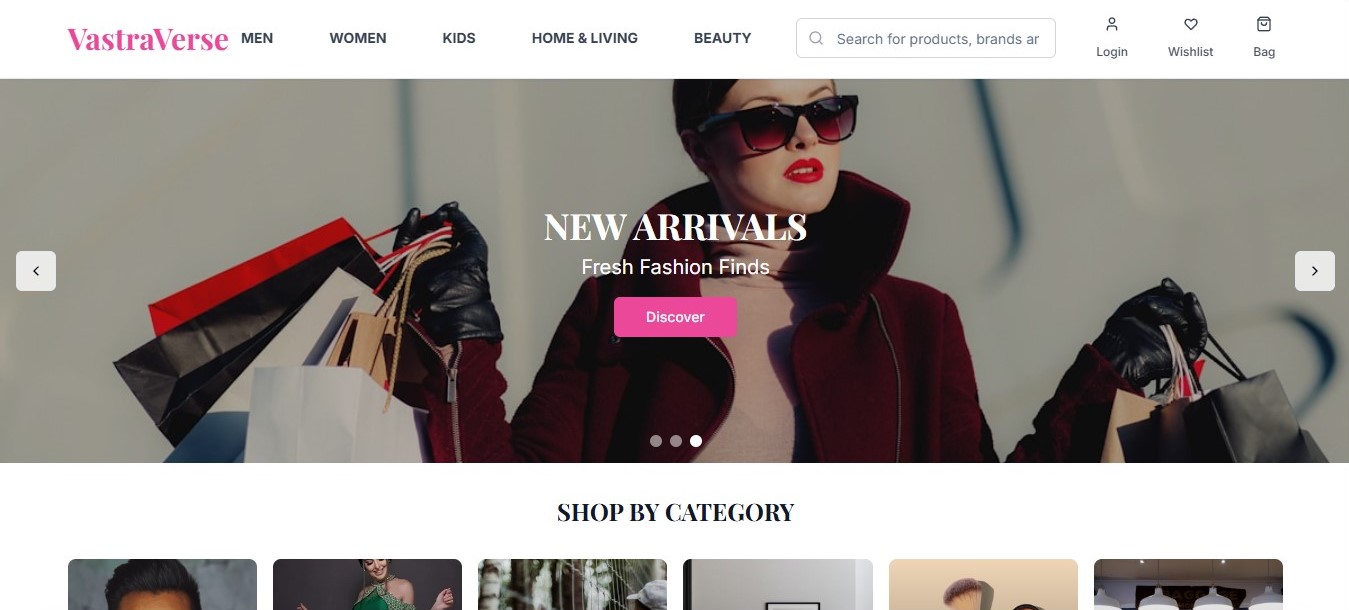 VastraVerse
MEN
WOMEN
KIDS
HOME & LIVING
BEAUTY
Search for products, brands ar
Login
Wishlist
Bag
NEW ARRIVALS
Fresh Fashion Finds
Discover
SHOP BY CATEGORY